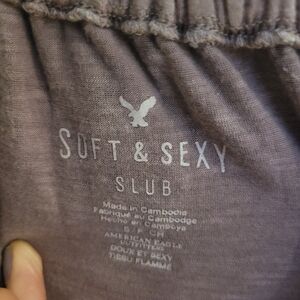 SOFT & SEXY
SLUB
Made in Cambodia
Fabriqué au Cambodge
Hecho en Camboya
S / P CH
AMERICAN EAGLE
OUTFITTERS
DOUX ET SEXY
TISSU FLAMMÉ